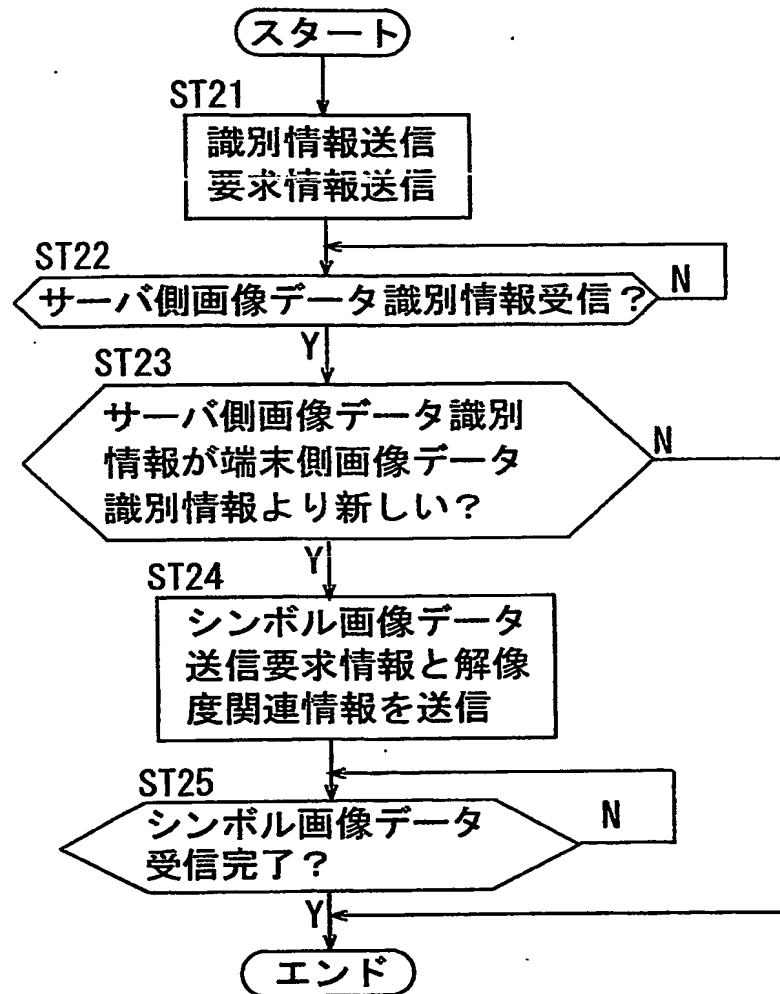 スタート
ST21
識別情報送信
要求情報送信
ST22
サーバ側画像データ識別情報受信?
N
Y
ST23
サーバ側画像データ識別
情報が端末側画像データ
識別情報より新しい?
N
Y
ST24
シンボル画像データ
送信要求情報と解像
度関連情報を送信
ST25
シンボル画像データ
受信完了?
N
Y
エンド